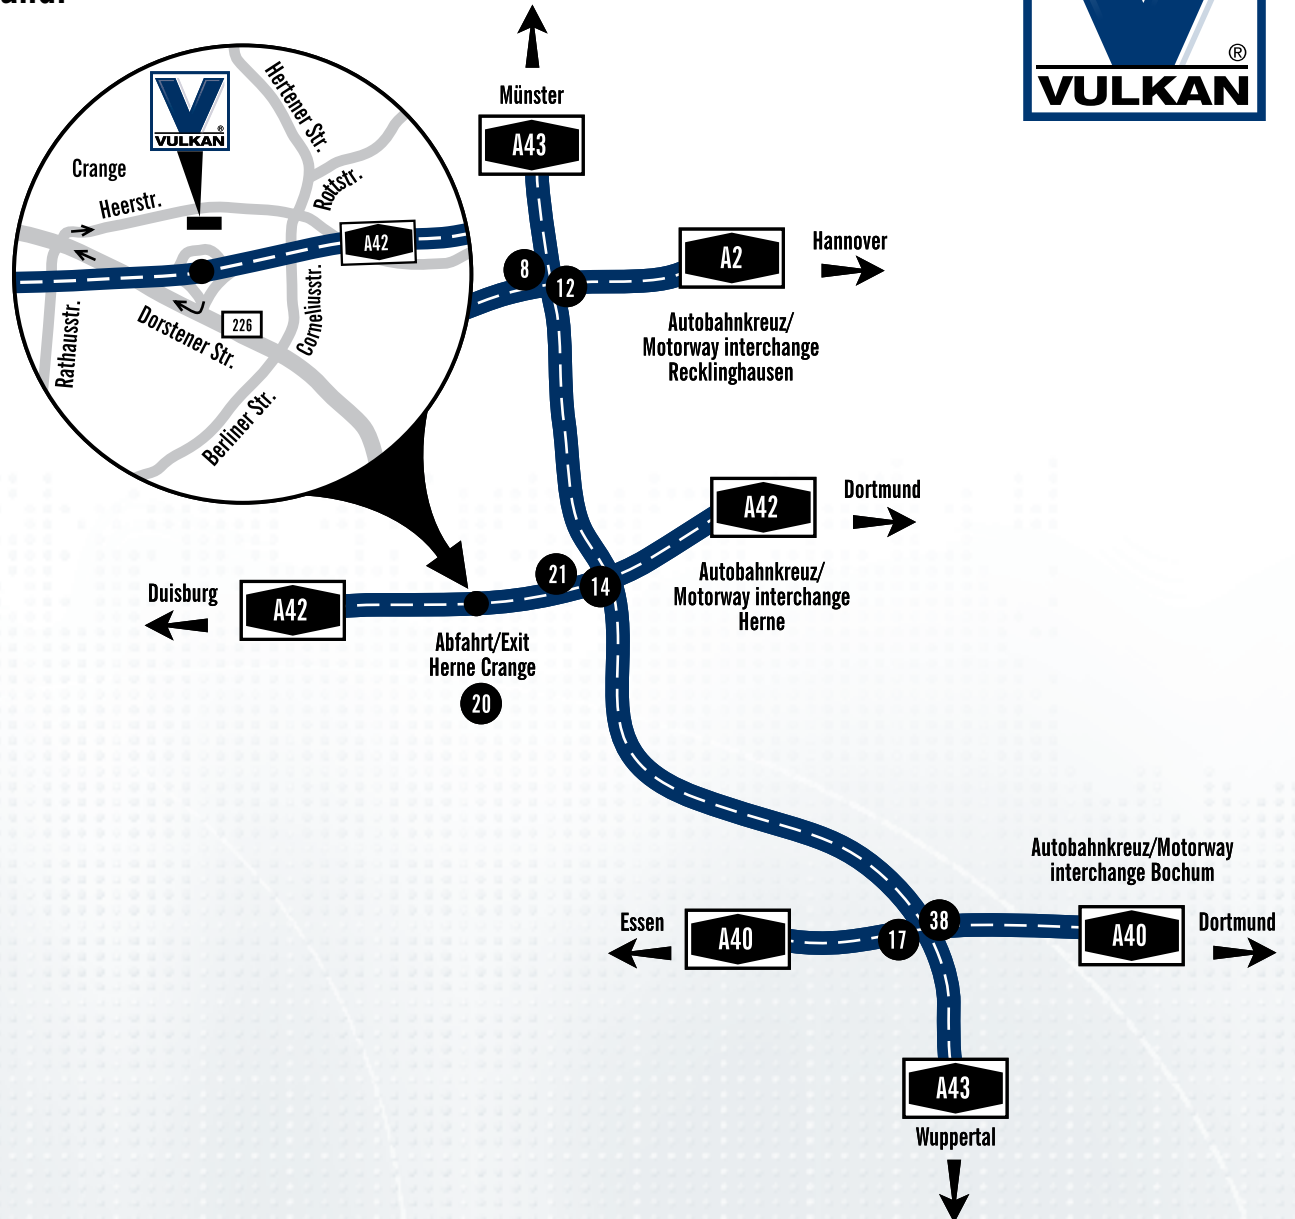 Münster
A43
VULKAN
®
VULKAN
®
Hertener Str.
Crange
Heerstr.
Rottstr.
A42
Rathausstr.
Dorstener Str.
226
Corneliusstr.
Berliner Str.
8
12
A2
Hannover
Autobahnkreuz/
Motorway interchange
Recklinghausen
A42
Dortmund
Autobahnkreuz/
Motorway interchange
Herne
21
14
Duisburg
A42
Abfahrt/Exit
Herne Crange
20
Autobahnkreuz/Motorway
interchange Bochum
Essen
A40
17
38
A40
Dortmund
A43
Wuppertal